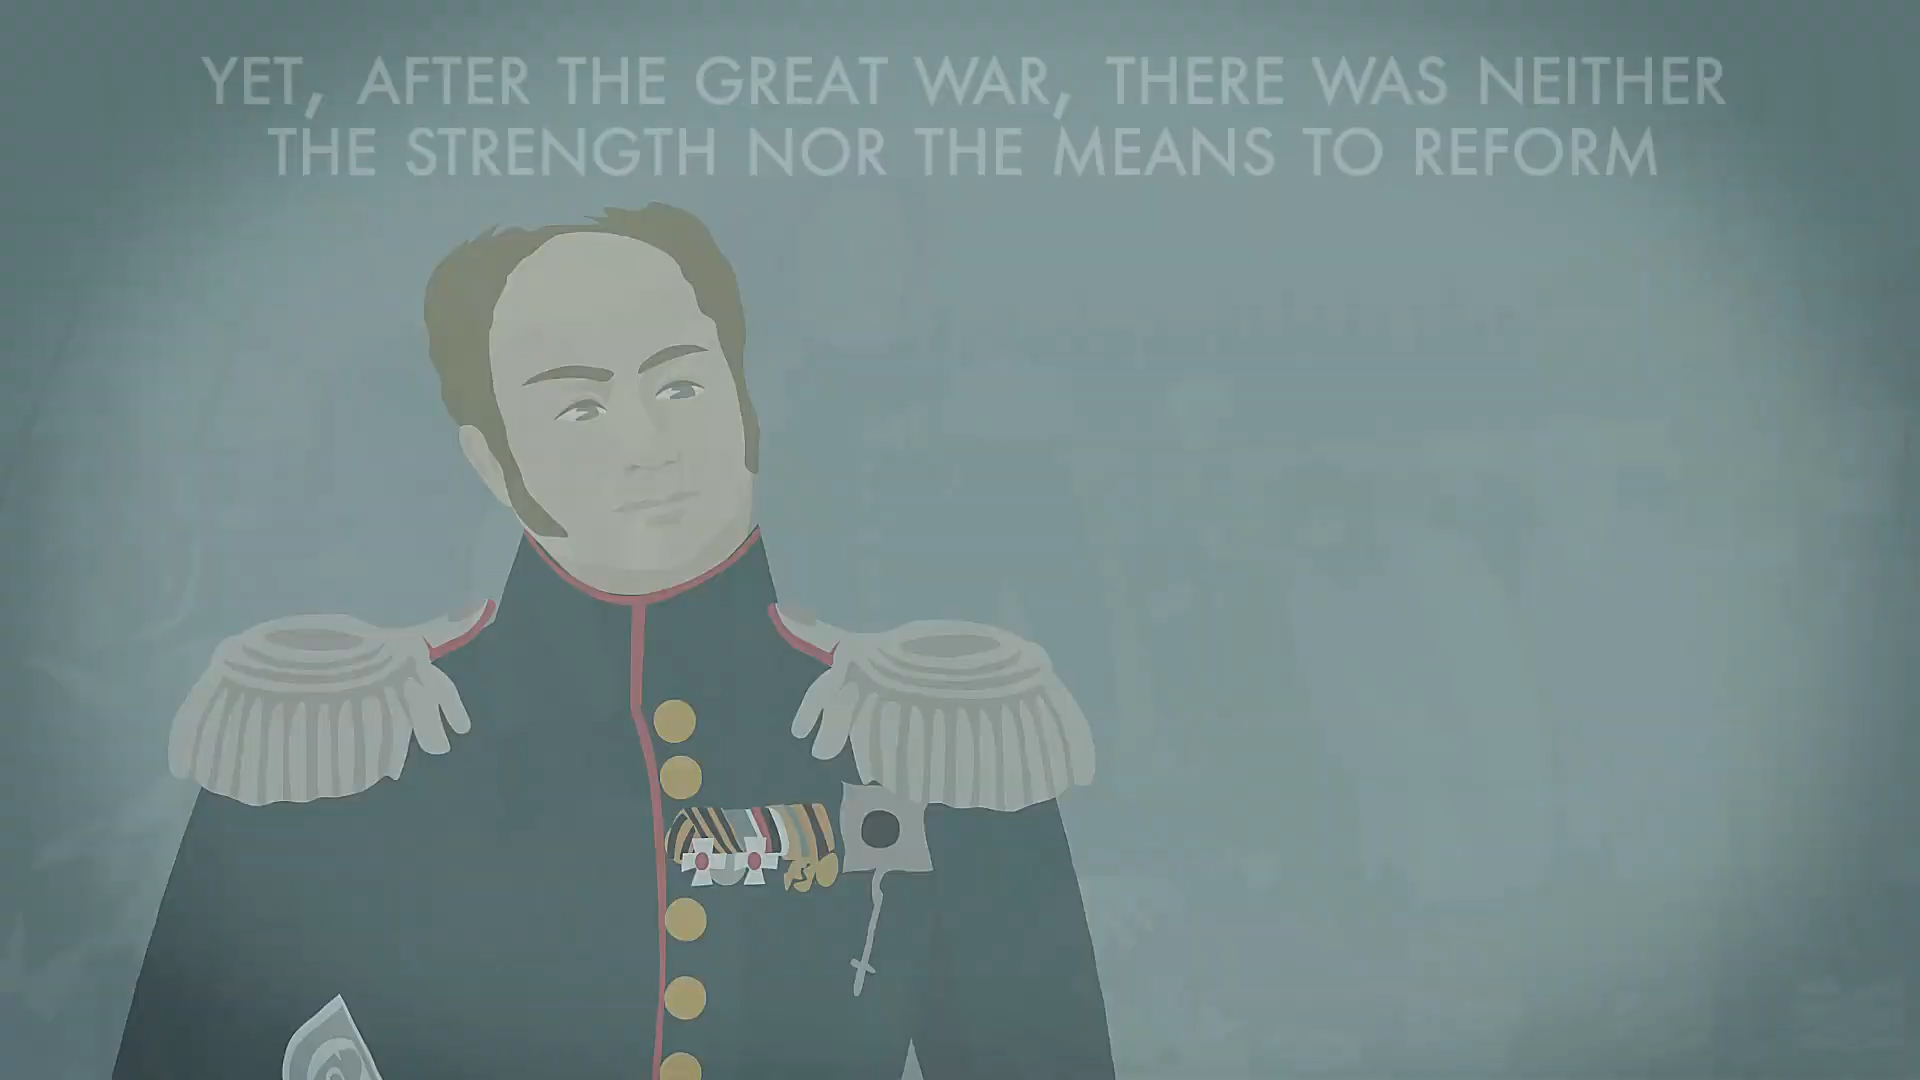 YET, AFTER THE GREAT WAR, THERE WAS NEITHER
THE STRENGTH NOR THE MEANS TO REFORM